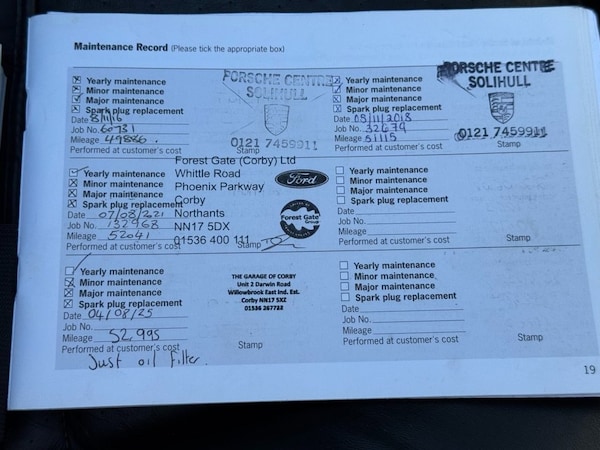 Maintenance Record (Please tick the appropriate box)
Yearly maintenance
Minor maintenance
Major maintenance
Spark plug replacement
Date 8/11/16
Job No. 60731
Mileage 49886.
Performed at customer's cost
PORSCHE CENTRE
SOLIHULL
0121 7459911
Stamp
Yearly maintenance
Minor maintenance
Major maintenance
Spark plug replacement
Date 08/11/2018
Job No. 32679
Mileage 51115
Performed at customer's cost
PORSCHE CENTRE
SOLIHULL
0121 7459911
Stamp
Yearly maintenance
Minor maintenance
Major maintenance
Spark plug replacement
Date 07/08/2021
Job No. 132968
Mileage 52041
Performed at customer's cost
Forest Gate (Corby) Ltd
Whittle Road
Phoenix Parkway
Corby
Northants
NN17 5DX
01536 400 111
Ford
Forest Gate
Stamp
Yearly maintenance
Minor maintenance
Major maintenance
Spark plug replacement
Date
Job No.
Mileage
Performed at customer's cost
Stamp
Yearly maintenance
Minor maintenance
Major maintenance
Spark plug replacement
Date 04/08/25
Job No.
Mileage 52,995
Performed at customer's cost
Just oil filter.
THE GARAGE OF CORBY
Unit 2 Darwin Road
Willowbrook East Ind. Est.
Corby NN17 5XZ
01536 267722
Stamp
Yearly maintenance
Minor maintenance
Major maintenance
Spark plug replacement
Date
Job No.
Mileage
Performed at customer's cost
Stamp
19